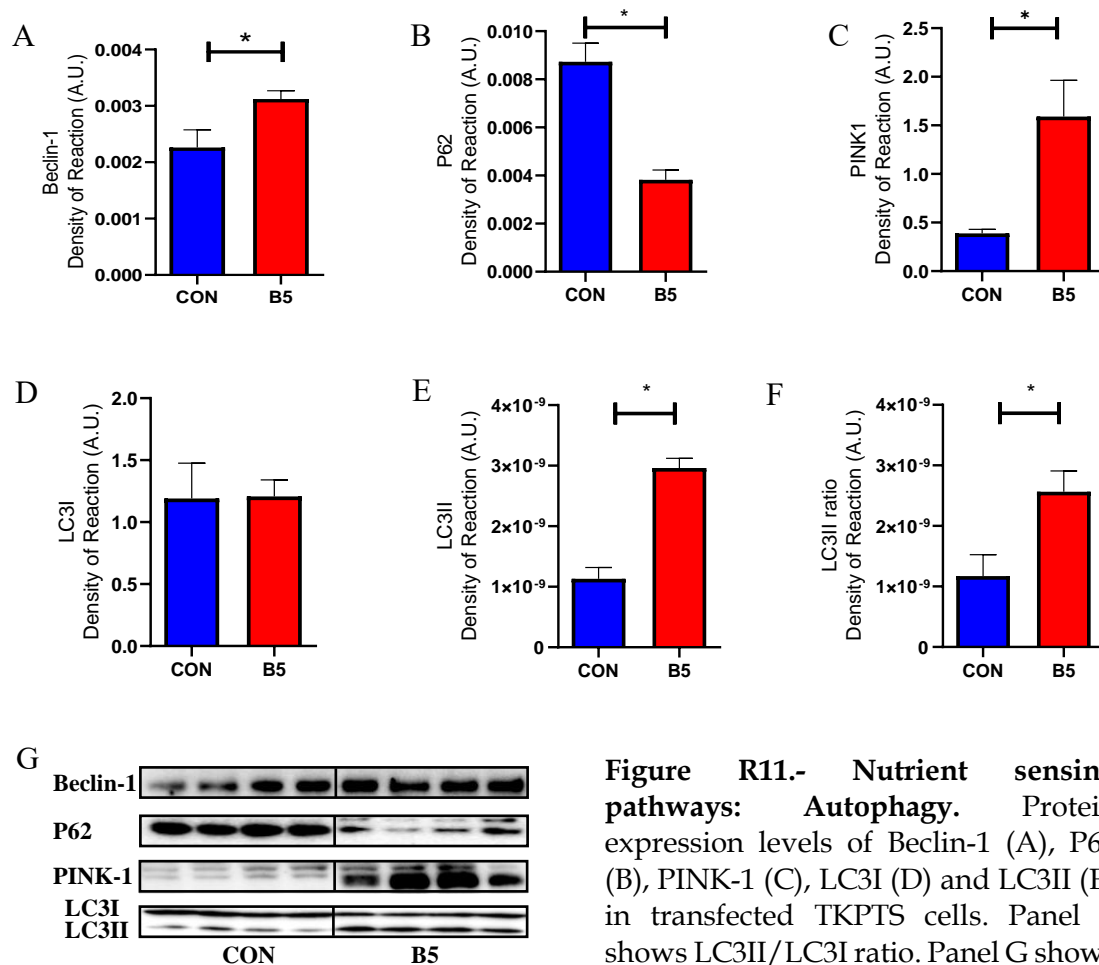 A
Beclin-1
Density of Reaction (A.U.)
0.004
0.003
0.002
0.001
0.000
*
CON B5
B
P62
Density of Reaction (A.U.)
0.010
0.008
0.006
0.004
0.002
0.000
*
CON B5
C
PINK1
Density of Reaction (A.U.)
2.5
2.0
1.5
1.0
0.5
0.0
*
CON B5
D
LC3I
Density of Reaction (A.U.)
2.0
1.5
1.0
0.5
0.0
CON B5
E
LC3II
Density of Reaction (A.U.)
4×10-9
3×10-9
2×10-9
1×10-9
0
*
CON B5
F
LC3II ratio
Density of Reaction (A.U.)
4×10-9
3×10-9
2×10-9
1×10-9
0
*
CON B5
G
Beclin-1
P62
PINK-1
LC3I
LC3II
CON B5
Figure R11.- Nutrient sensin
pathways: Autophagy. Protein
expression levels of Beclin-1 (A), P6
(B), PINK-1 (C), LC3I (D) and LC3II (E
in transfected TKPTS cells. Panel
shows LC3II/LC3I ratio. Panel G show